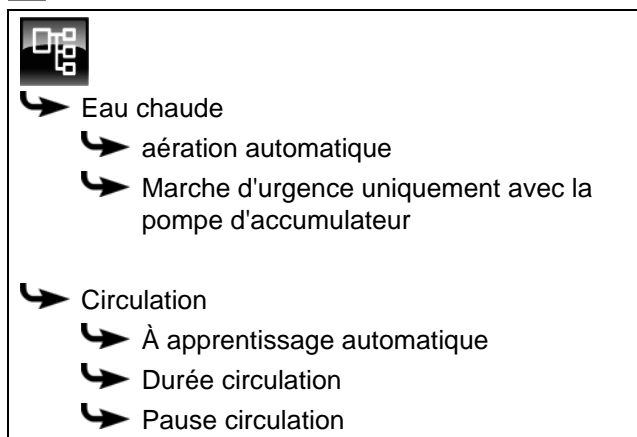 Eau chaude
aération automatique
Marche d'urgence uniquement avec la
pompe d'accumulateur
Circulation
À apprentissage automatique
Durée circulation
Pause circulation